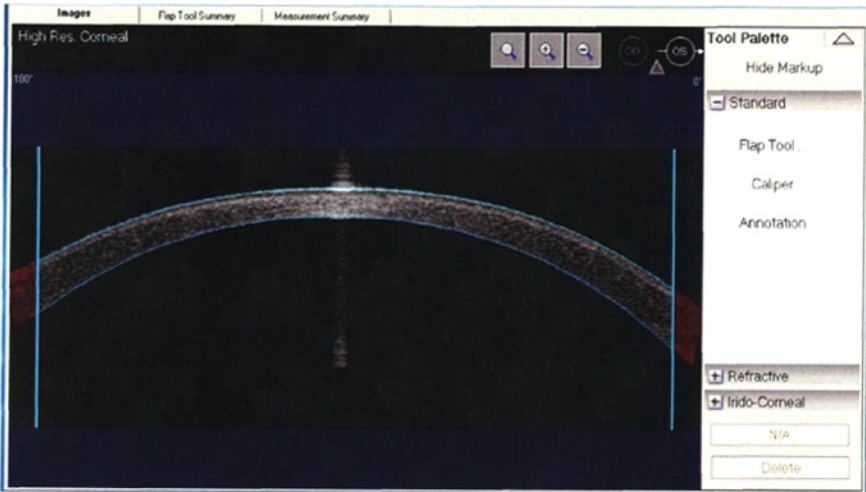 Images
Flap Tool Summary
Measurement Summary
High Res. Corneal
OD
OS
Tool Palette
Hide Markup
180°
0°
Standard
Flap Tool ...
Caliper
Annotation
Refractive
Irido-Corneal
N/A
Delete